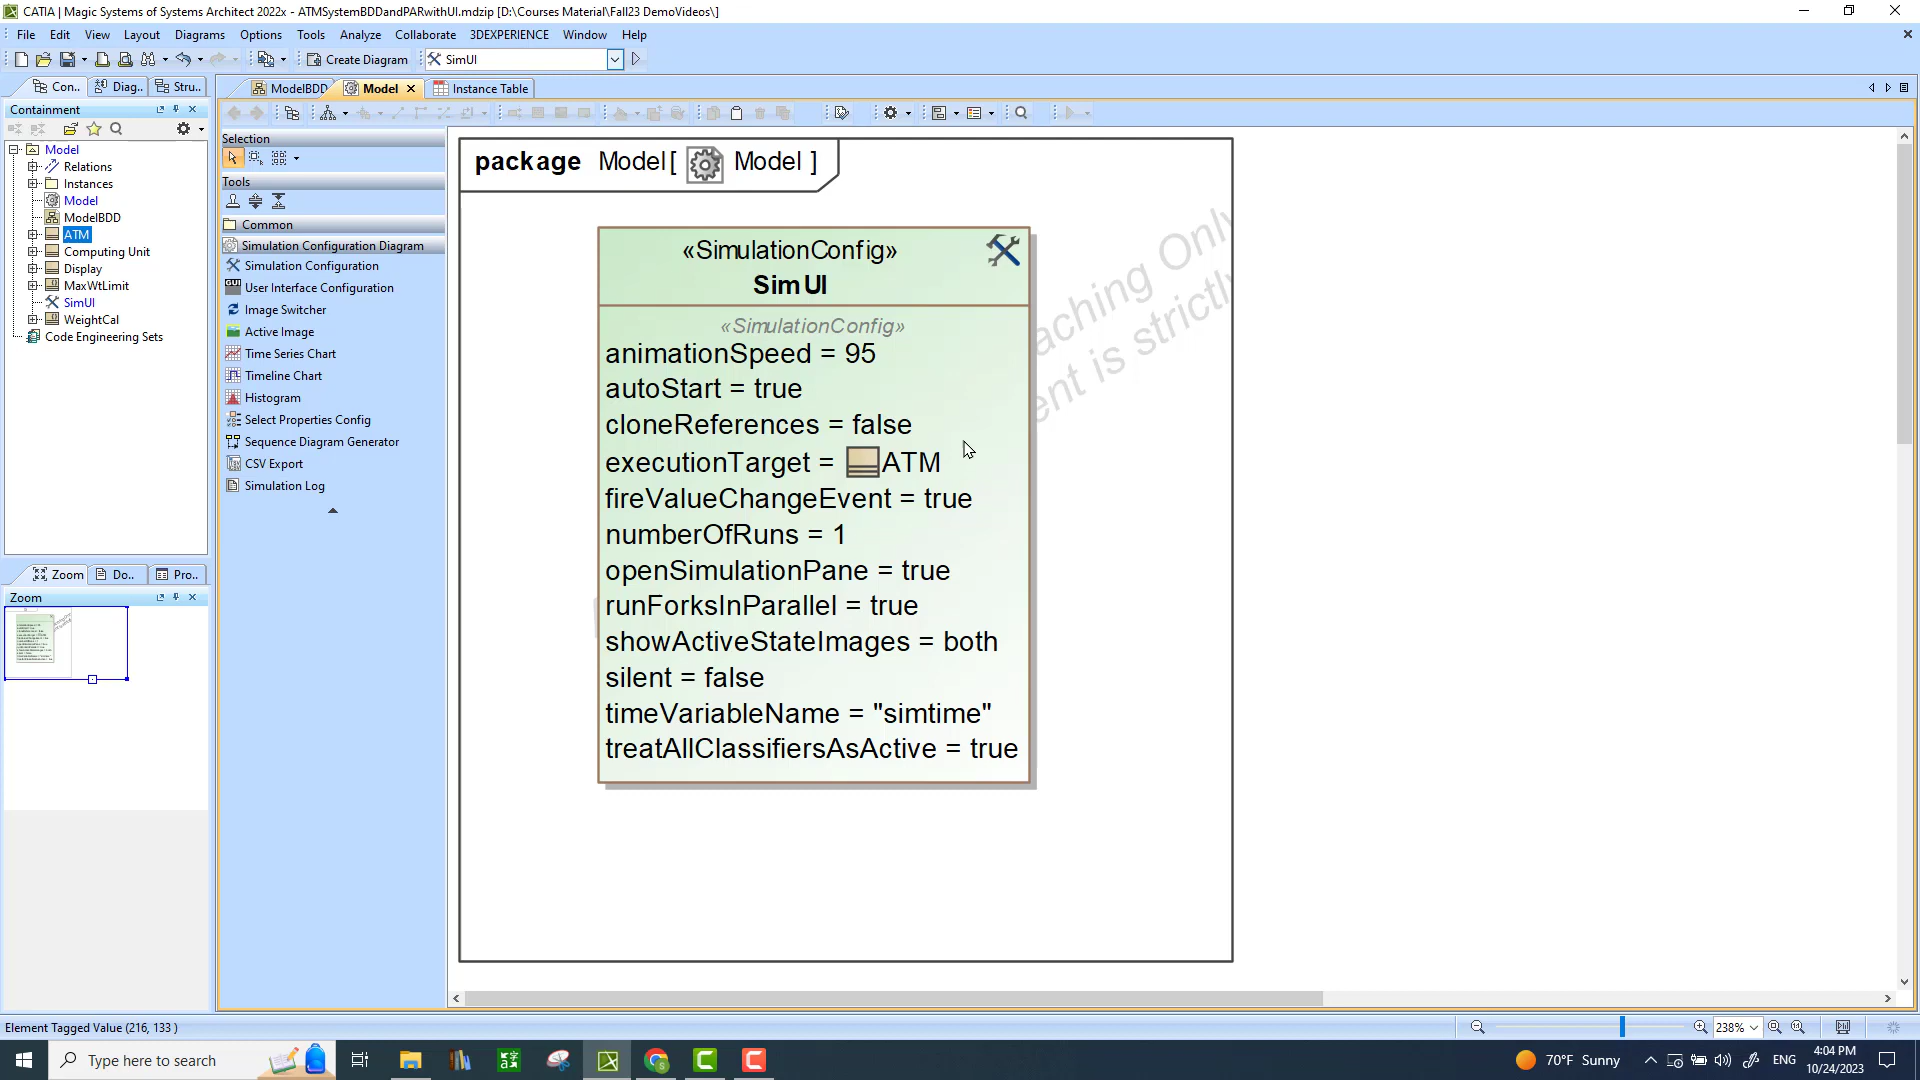 CATIA | Magic Systems of Systems Architect 2022x - ATMSystemBDDandPARwithUI.mdzip [D:\Courses Material\Fall23 DemoVideos\]
File Edit View Layout Diagrams Options Tools Analyze Collaborate 3DEXPERIENCE Window Help
Create Diagram SimUI
Con.. Diag.. Stru.. ModelBDD Model Instance Table
Containment
Model
Relations
Instances
Model
ModelBDD
ATM
Computing Unit
Display
MaxWtLimit
SimUI
WeightCal
Code Engineering Sets
Zoom Do.. Pro..
Zoom
Selection
Tools
Common
Simulation Configuration Diagram
Simulation Configuration
GUI User Interface Configuration
Image Switcher
Active Image
Time Series Chart
Timeline Chart
Histogram
Select Properties Config
Sequence Diagram Generator
CSV Export
Simulation Log
package Model[ Model ]
«SimulationConfig»
SimUI
«SimulationConfig»
animationSpeed = 95
autoStart = true
cloneReferences = false
executionTarget = ATM
fireValueChangeEvent = true
numberOfRuns = 1
openSimulationPane = true
runForksInParallel = true
showActiveStateImages = both
silent = false
timeVariableName = "simtime"
treatAllClassifiersAsActive = true
aching Only
ent is strictly
Element Tagged Value (216, 133 )
238%
Type here to search
70°F Sunny
ENG
4:04 PM
10/24/2023